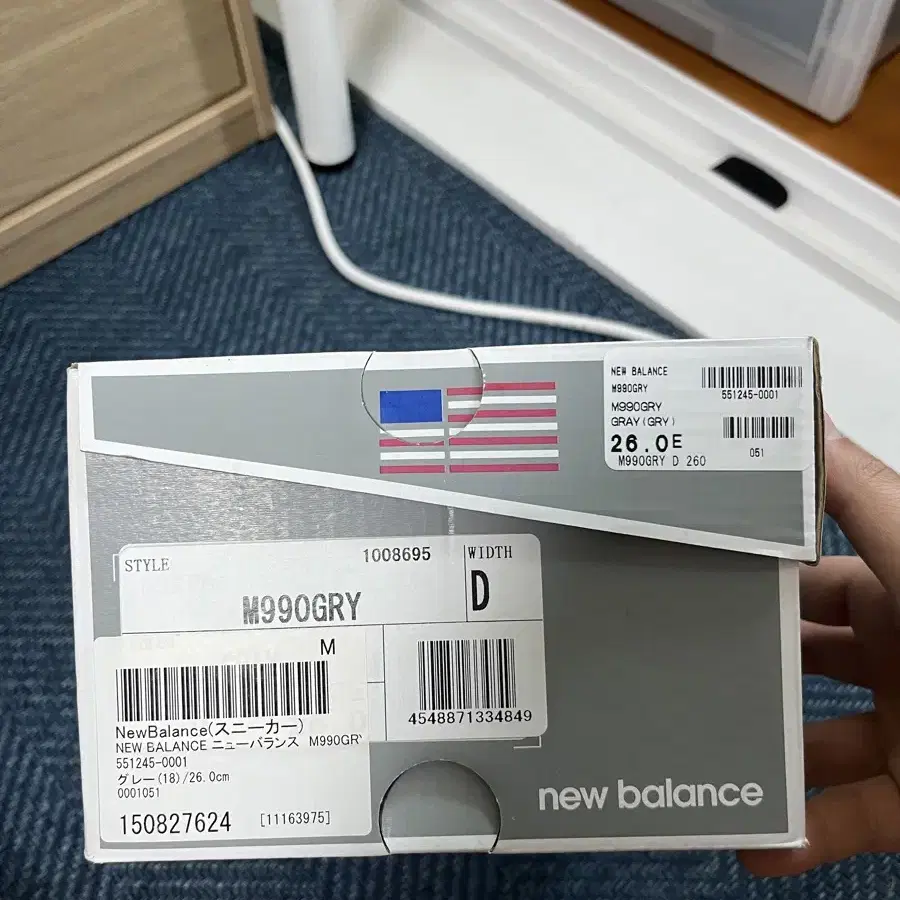 NEW BALANCE
M990GRY
551245-0001
M990GRY
GRAY(GRY)
26.0E
051
M990GRY D 260
STYLE 1008695 WIDTH
M990GRY D
M
4548871334849
NewBalance(スニーカー)
NEW BALANCE ニューバランス M990GRY
551245-0001
グレー(18)/26.0cm
0001051
150827624 [11163975]
new balance